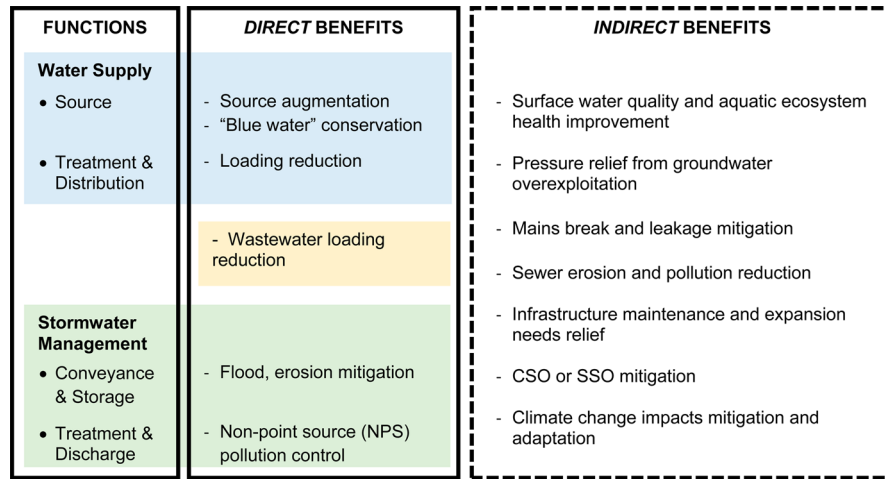 FUNCTIONS
Water Supply
• Source
• Treatment &
Distribution
Stormwater
Management
• Conveyance
& Storage
• Treatment &
Discharge
DIRECT BENEFITS
- Source augmentation
- “Blue water” conservation
- Loading reduction
- Wastewater loading
reduction
- Flood, erosion mitigation
- Non-point source (NPS)
pollution control
INDIRECT BENEFITS
- Surface water quality and aquatic ecosystem
health improvement
- Pressure relief from groundwater
overexploitation
- Mains break and leakage mitigation
- Sewer erosion and pollution reduction
- Infrastructure maintenance and expansion
needs relief
- CSO or SSO mitigation
- Climate change impacts mitigation and
adaptation